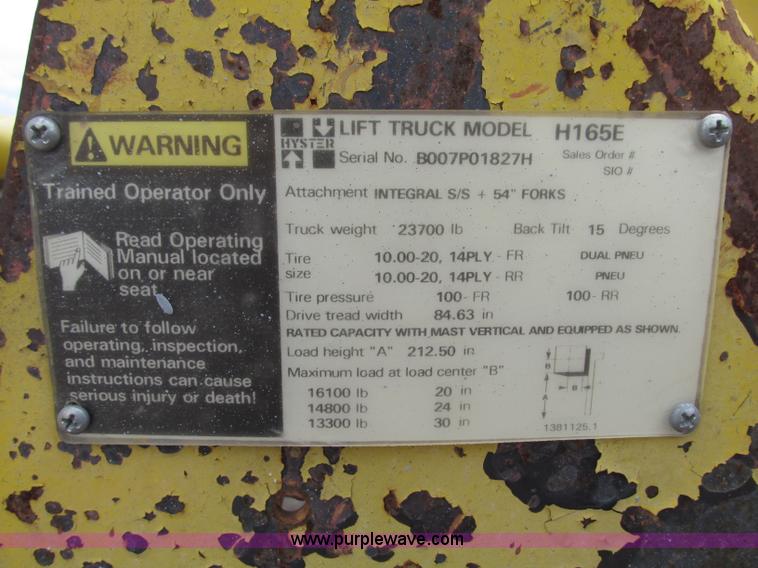 WARNING
Trained Operator Only
Read Operating
Manual located
on or near
seat.
Failure to follow
operating, inspection,
and maintenance
instructions can cause
serious injury or death!
HYSTER
LIFT TRUCK MODEL H165E
Serial No. B007P01827H Sales Order #
SIO #
Attachment INTEGRAL S/S + 54" FORKS
Truck weight 23700 lb Back Tilt 15 Degrees
Tire 10.00-20, 14PLY - FR DUAL PNEU
size 10.00-20, 14PLY - RR PNEU
Tire pressure 100 - FR 100 - RR
Drive tread width 84.63 in
RATED CAPACITY WITH MAST VERTICAL AND EQUIPPED AS SHOWN.
Load height "A" 212.50 in
Maximum load at load center "B"
16100 lb 20 in
14800 lb 24 in
13300 lb 30 in
B
B
A
1381125.1
www.purplewave.com